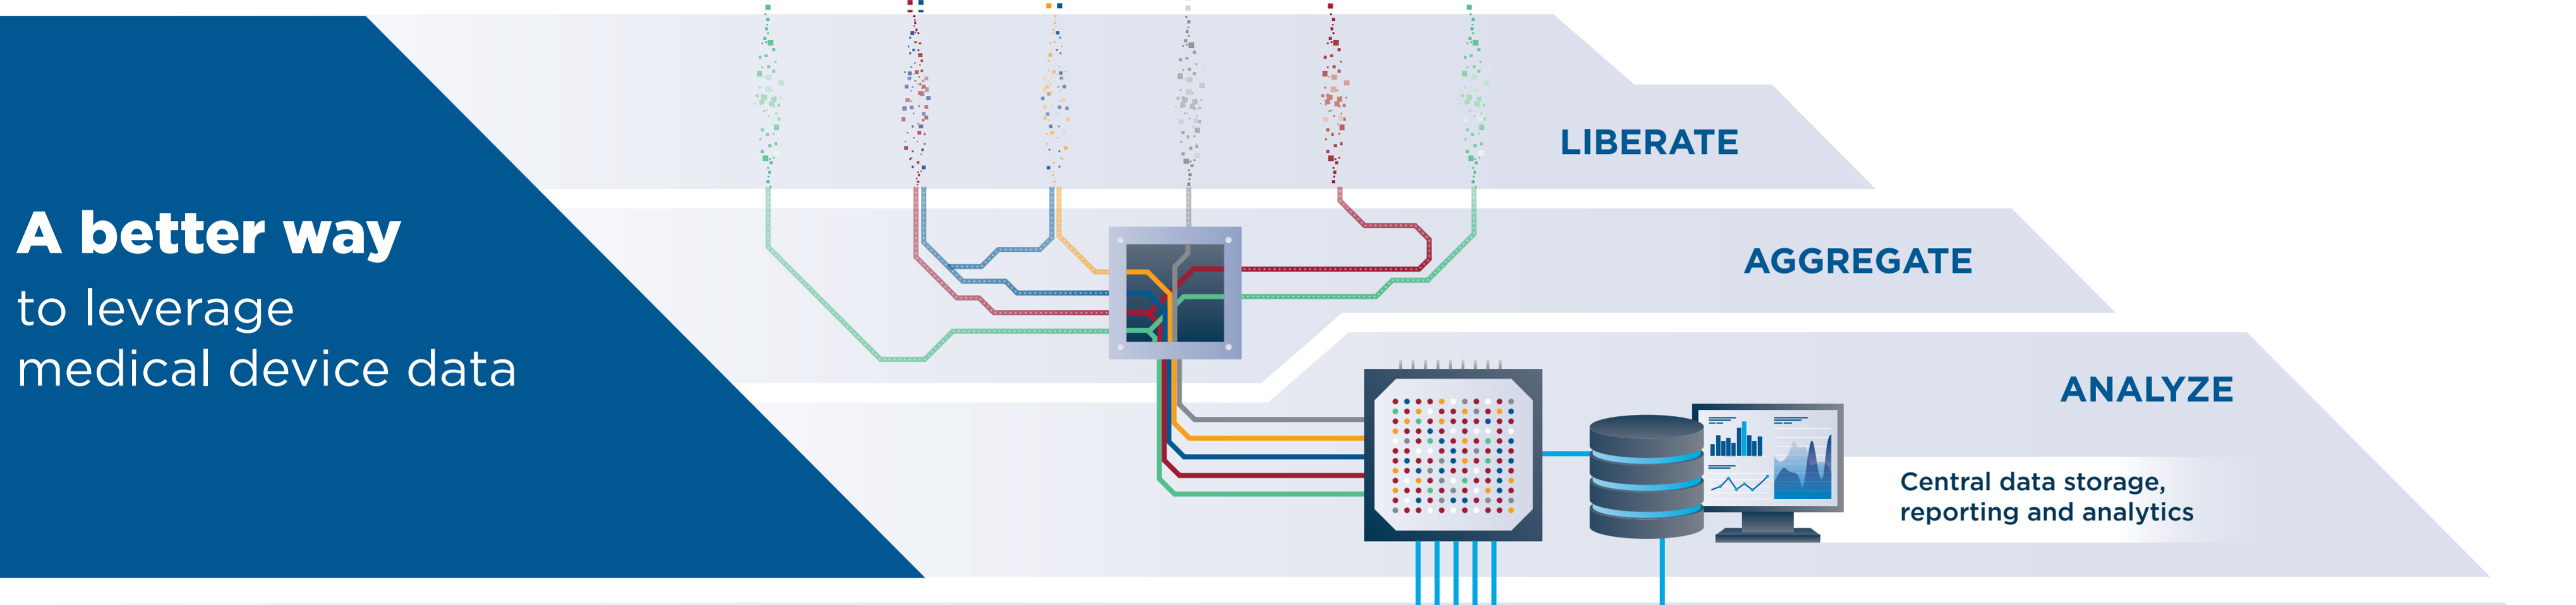 A better way
to leverage
medical device data
LIBERATE
AGGREGATE
ANALYZE
Central data storage,
reporting and analytics